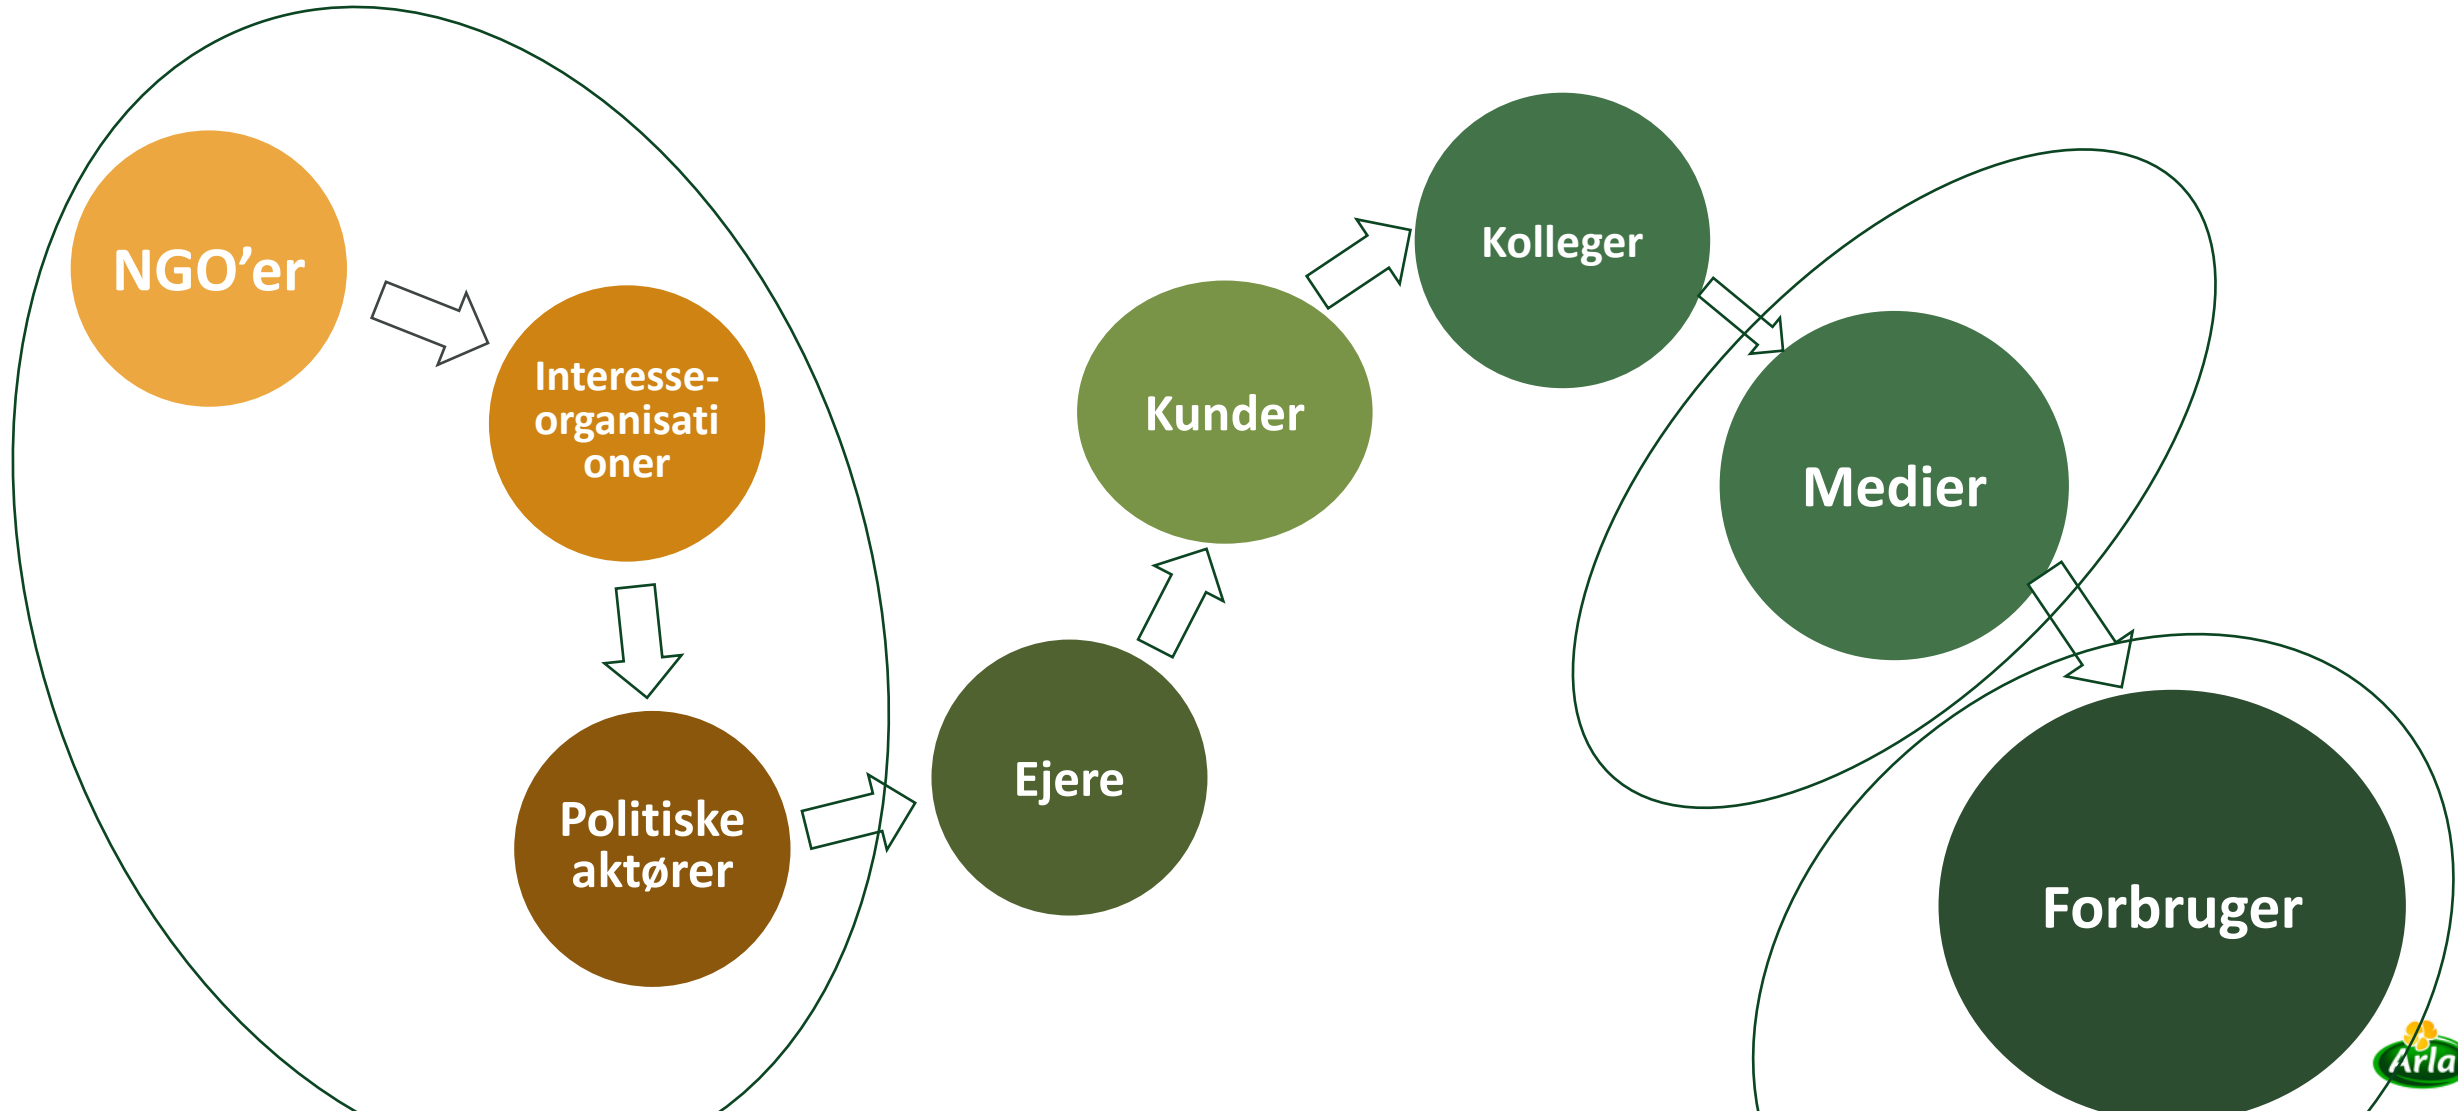 NGO’er
Interesse-
organisati
oner
Politiske
aktører
Ejere
Kunder
Kolleger
Medier
Forbruger
Arla